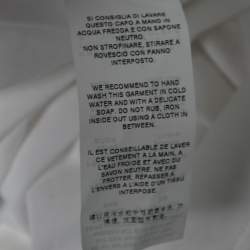 SI CONSIGLIA DI LAVARE
QUESTO CAPO A MANO IN
ACQUA FREDDA E CON SAPONE
NEUTRO.
NON STROFINARE, STIRARE A
ROVESCIO CON PANNO
INTERPOSTO.
WE RECOMMEND TO HAND
WASH THIS GARMENT IN COLD
WATER AND WITH A DELICATE
SOAP. DO NOT RUB, IRON
INSIDE OUT USING A CLOTH IN
BETWEEN.
IL EST CONSEILLABLE DE LAVER
CE VETEMENT A LA MAIN, A
L'EAU FROIDE ET AVEC DU
SAVON NEUTRE. NE PAS
FROTTER, REPASSER A
L'ENVERS A L'AIDE D'UN TISSU
INTERPOSE.